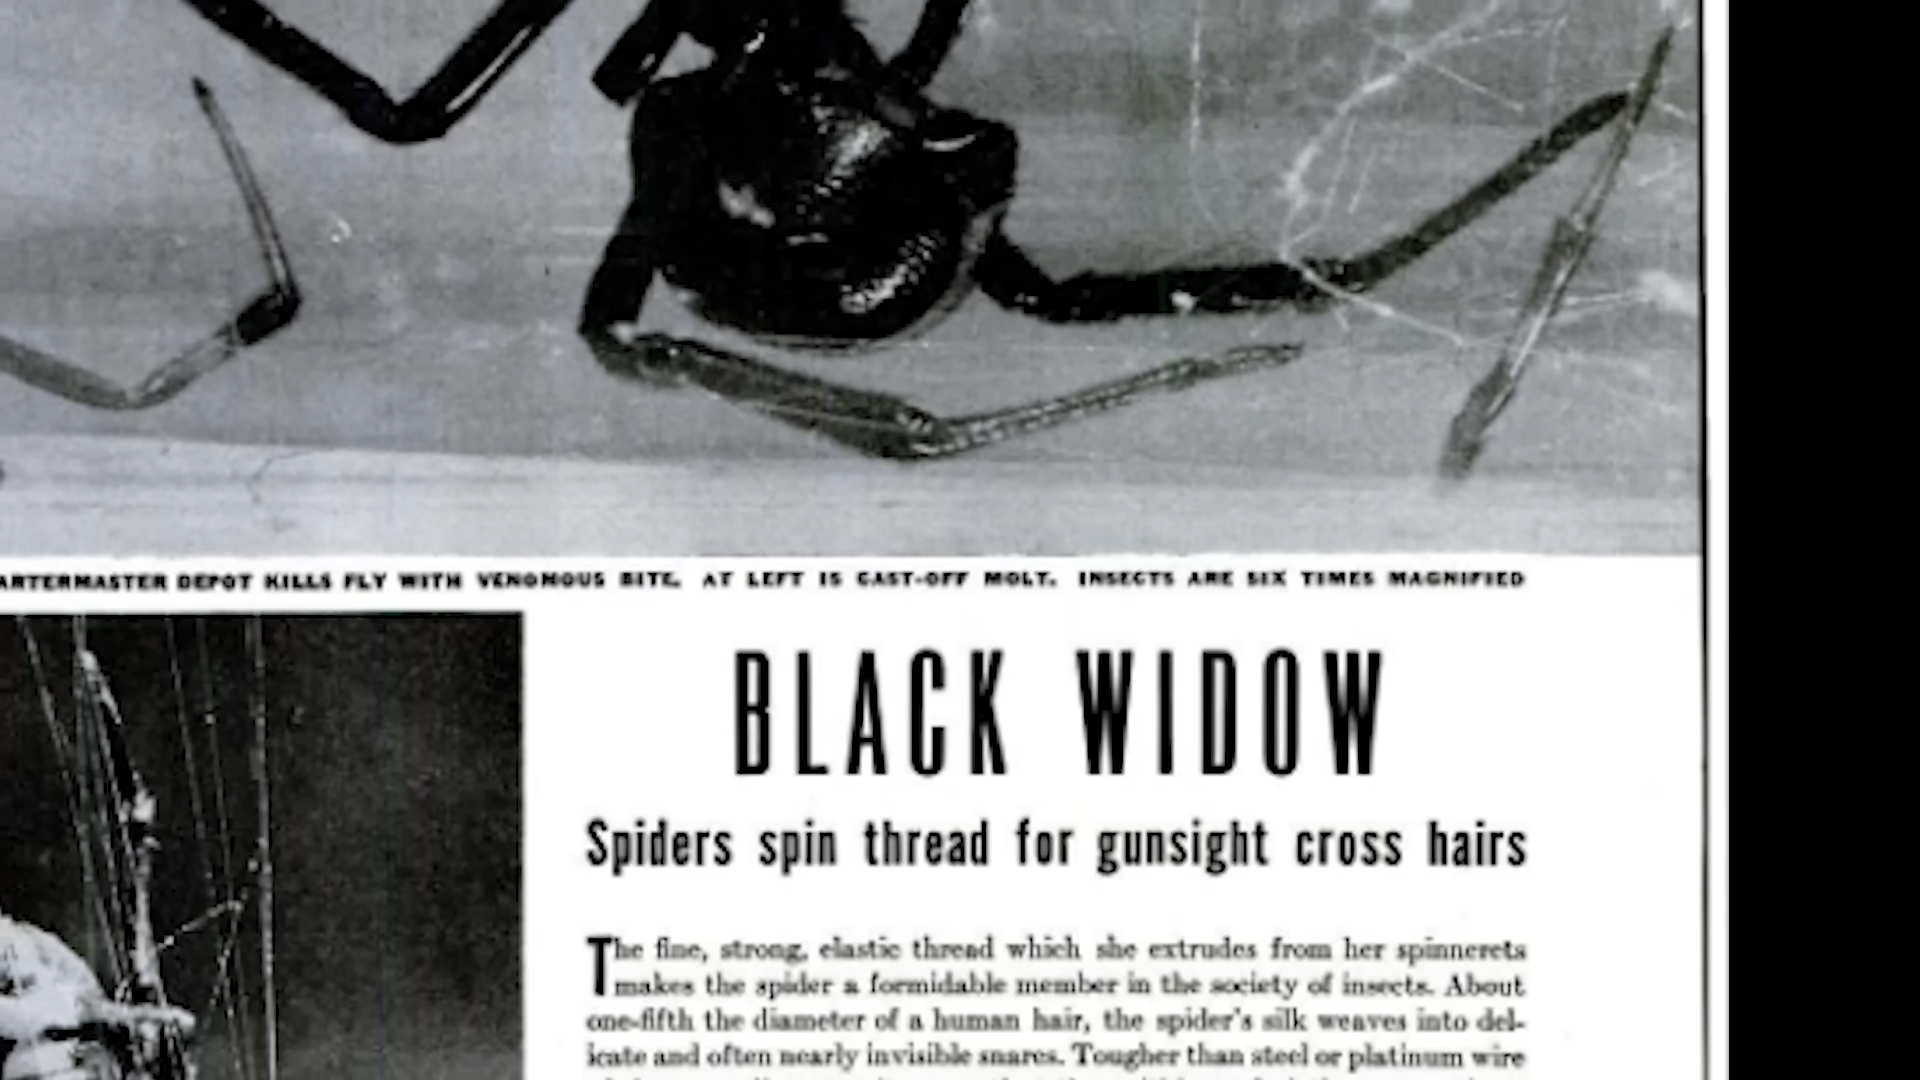 ARTERMASTER DEPOT KILLS FLY WITH VENOMOUS BITE. AT LEFT IS CAST-OFF MOLT. INSECTS ARE SIX TIMES MAGNIFIED
BLACK WIDOW
Spiders spin thread for gunsight cross hairs
The fine, strong, elastic thread which she extrudes from her spinnerets
makes the spider a formidable member in the society of insects. About
one-fifth the diameter of a human hair, the spider's silk weaves into del-
icate and often nearly invisible snares. Tougher than steel or platinum wire